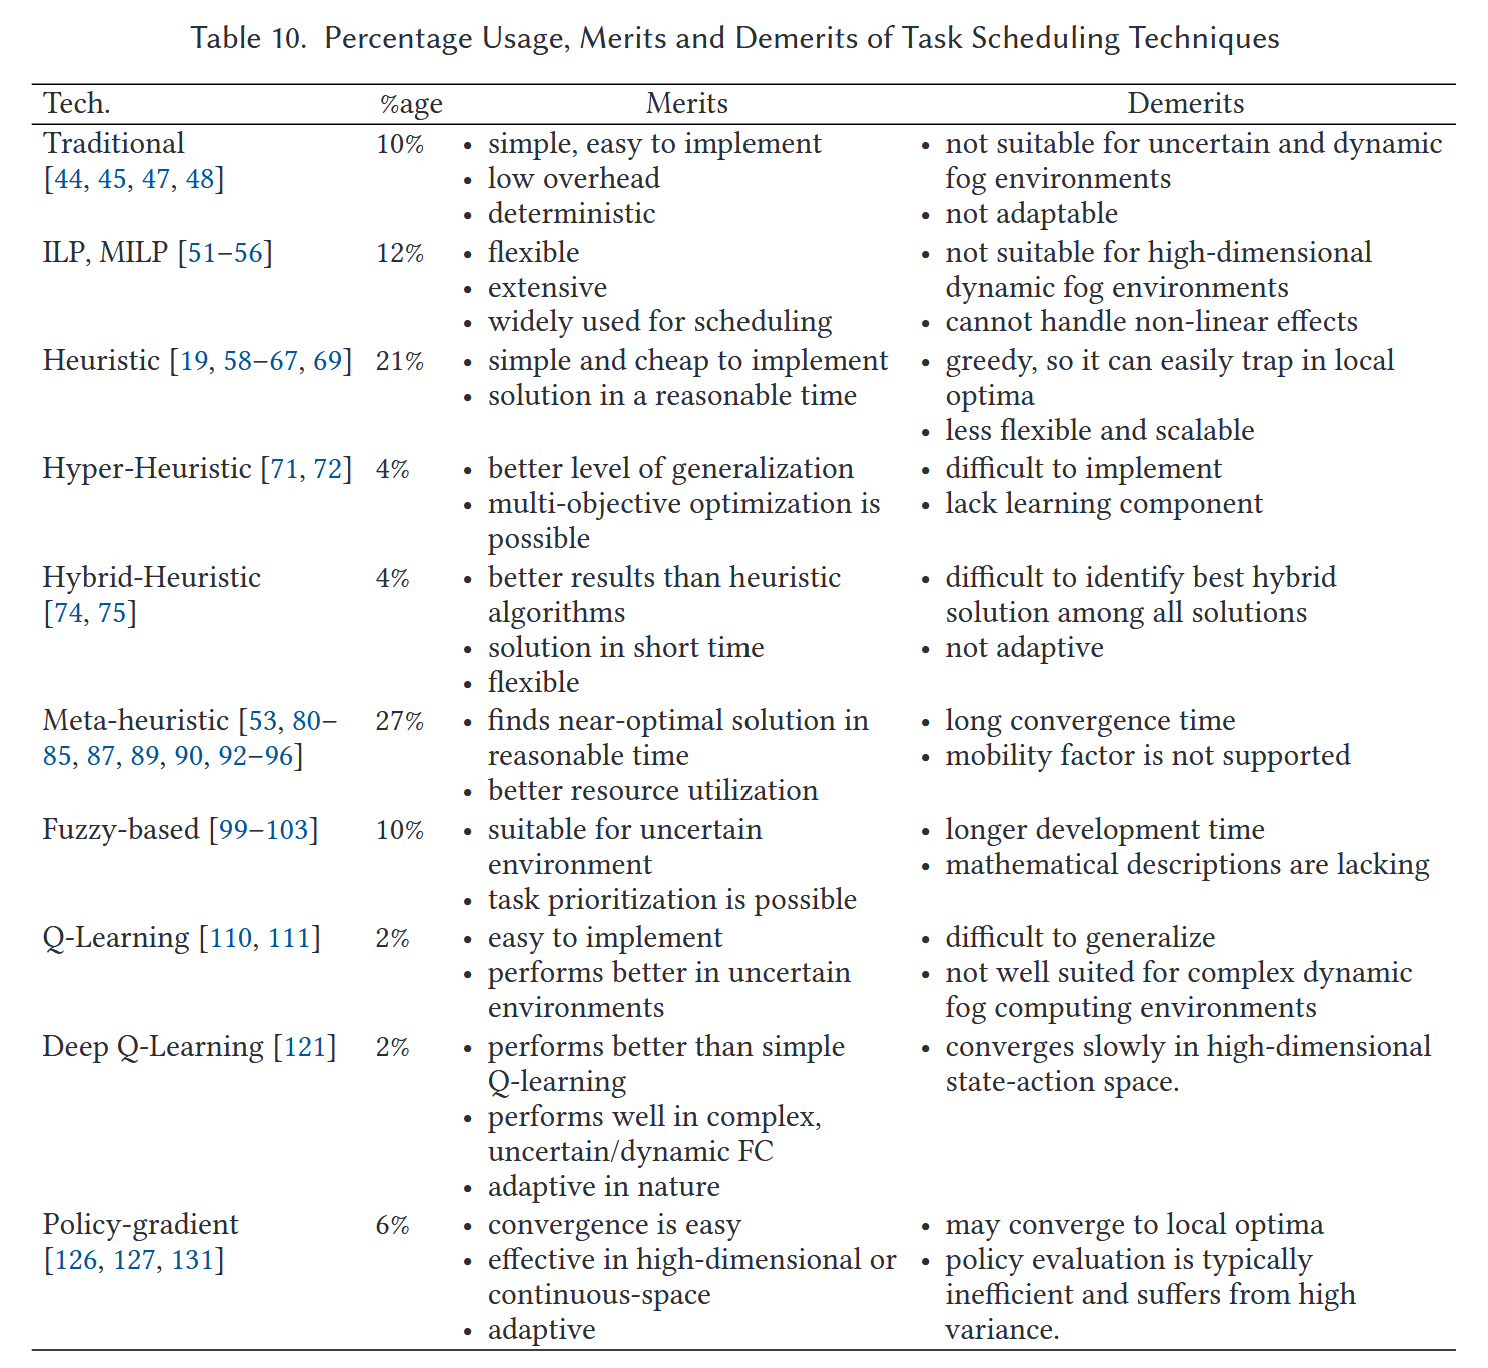 Table 10. Percentage Usage, Merits and Demerits of Task Scheduling Techniques
Tech. %age Merits Demerits
Traditional 10% • simple, easy to implement • not suitable for uncertain and dynamic
[44, 45, 47, 48] • low overhead fog environments
• deterministic • not adaptable
ILP, MILP [51–56] 12% • flexible • not suitable for high-dimensional
• extensive dynamic fog environments
• widely used for scheduling • cannot handle non-linear effects
Heuristic [19, 58–67, 69] 21% • simple and cheap to implement • greedy, so it can easily trap in local
• solution in a reasonable time optima
• less flexible and scalable
Hyper-Heuristic [71, 72] 4% • better level of generalization • difficult to implement
• multi-objective optimization is • lack learning component
possible
Hybrid-Heuristic 4% • better results than heuristic • difficult to identify best hybrid
[74, 75] algorithms solution among all solutions
• solution in short time • not adaptive
• flexible
Meta-heuristic [53, 80– 27% • finds near-optimal solution in • long convergence time
85, 87, 89, 90, 92–96] reasonable time • mobility factor is not supported
• better resource utilization
Fuzzy-based [99–103] 10% • suitable for uncertain • longer development time
environment • mathematical descriptions are lacking
• task prioritization is possible
Q-Learning [110, 111] 2% • easy to implement • difficult to generalize
• performs better in uncertain • not well suited for complex dynamic
environments fog computing environments
Deep Q-Learning [121] 2% • performs better than simple • converges slowly in high-dimensional
Q-learning state-action space.
• performs well in complex,
uncertain/dynamic FC
• adaptive in nature
Policy-gradient 6% • convergence is easy • may converge to local optima
[126, 127, 131] • effective in high-dimensional or • policy evaluation is typically
continuous-space inefficient and suffers from high
• adaptive variance.